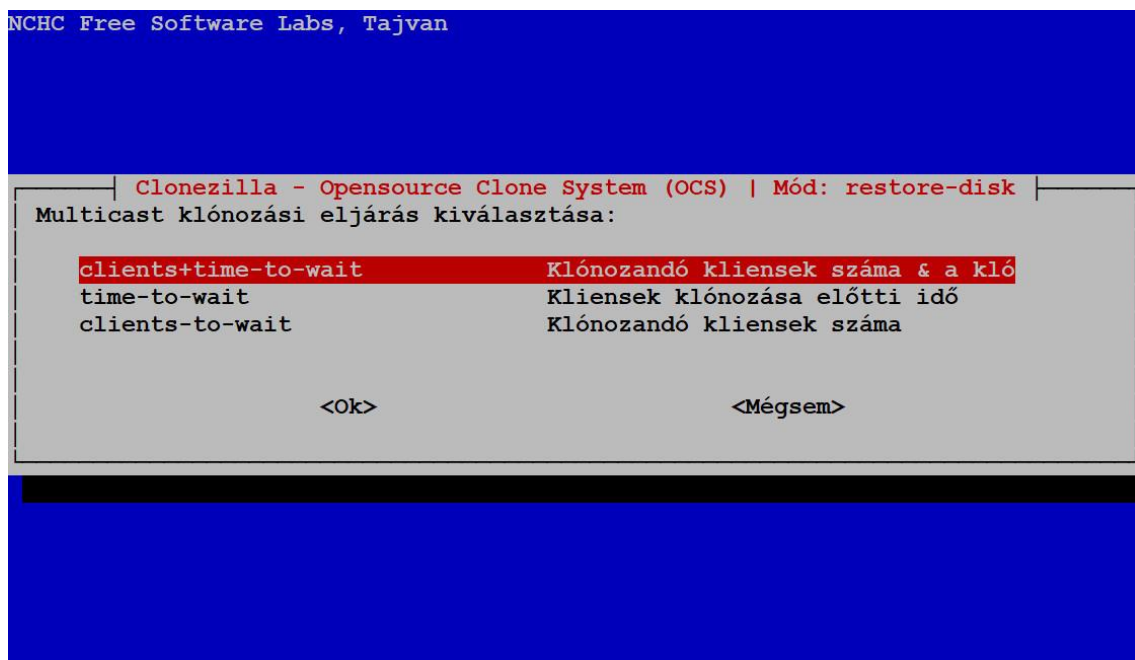 NCHC Free Software Labs, Tajvan
Clonezilla - Opensource Clone System (OCS) | Mód: restore-disk
Multicast klónozási eljárás kiválasztása:
clients+time-to-wait Klónozandó kliensek száma & a kló
time-to-wait Kliensek klónozása előtti idő
clients-to-wait Klónozandó kliensek száma
<Ok> <Mégsem>